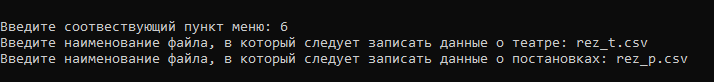 Введите соотвествующий пункт меню: 6
Введите наименование файла, в который следует записать данные о театре: rez_t.csv
Введите наименование файла, в который следует записать данные о постановках: rez_p.csv